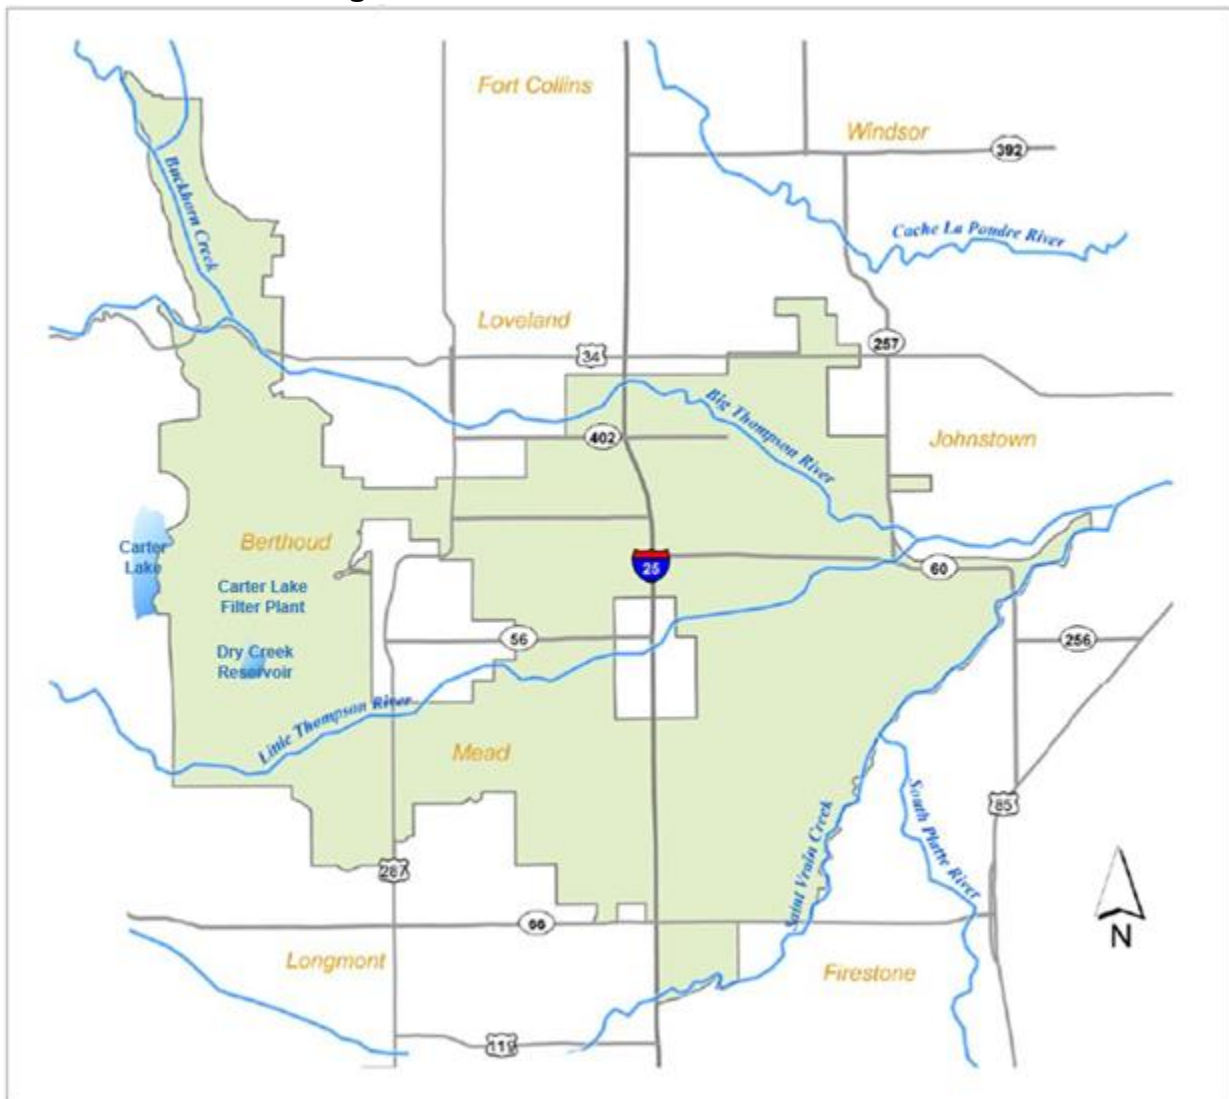 Fort Collins
Windsor
392
Buckhorn Creek
Cache La Poudre River
Loveland
34
257
Big Thompson River
402
Johnstown
Berthoud
Carter
Lake
25
60
Carter Lake
Filter Plant
56
256
Dry Creek
Reservoir
Little Thompson River
Mead
South Platte River
85
Saint Vrain Creek
287
66
N
Longmont
Firestone
119